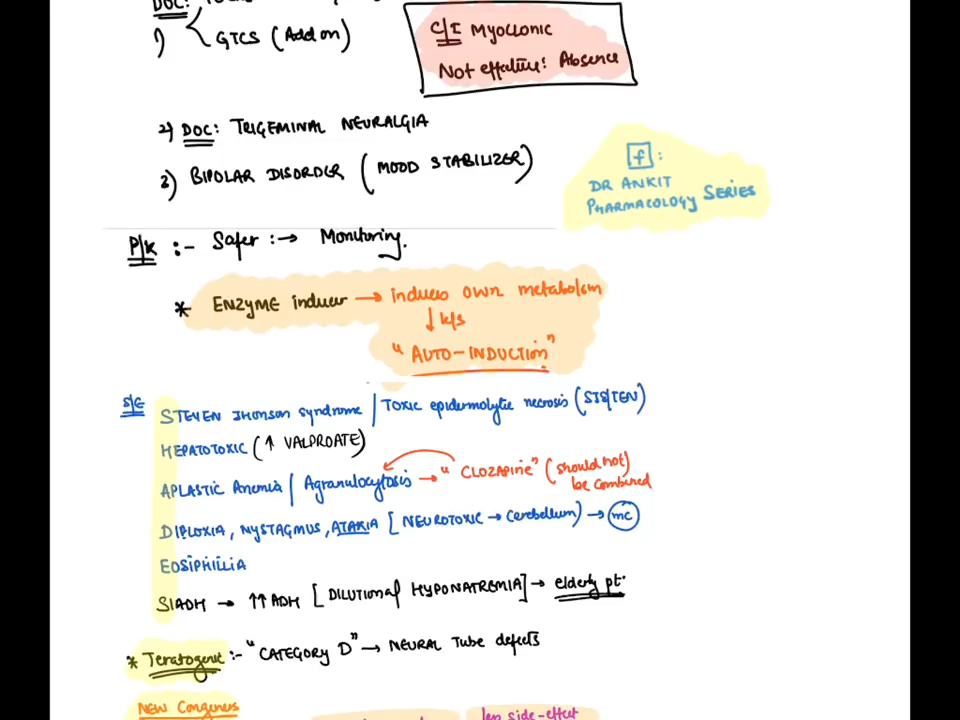 DOC:
1) GTCS (Add on)
C/I Myoclonic
Not effective: Absence
2) DOC: TRIGEMINAL NEURALGIA
3) BIPOLAR DISORDER (MOOD STABILIZER)
f :
DR ANKIT
PHARMACOLOGY SERIES
P/K :- Safer :→ Monitoring.
* ENZYME inducer → induces own metabolism
↓ k/s
"AUTO-INDUCTION"
S/E STEVEN JHONSON syndrome | TOXIC epidermolytic necrosis (SJS/TEN)
HEPATOTOXIC (↑ VALPROATE)
APLASTIC Anemia | Agranulocytosis → "CLOZAPINE" (should not
be combined)
DIPLOXIA, NYSTAGMUS, ATAXIA [NEUROTOXIC → Cerebellum) → mc
EOSIPHILLIA
SIADH → ↑↑ ADH [DILUTIONAL HYPONATREMIA] → elderly pt.
* Teratogenic :- "CATEGORY D" → NEURAL TUBE defects
NEW Congeners
less side-effect